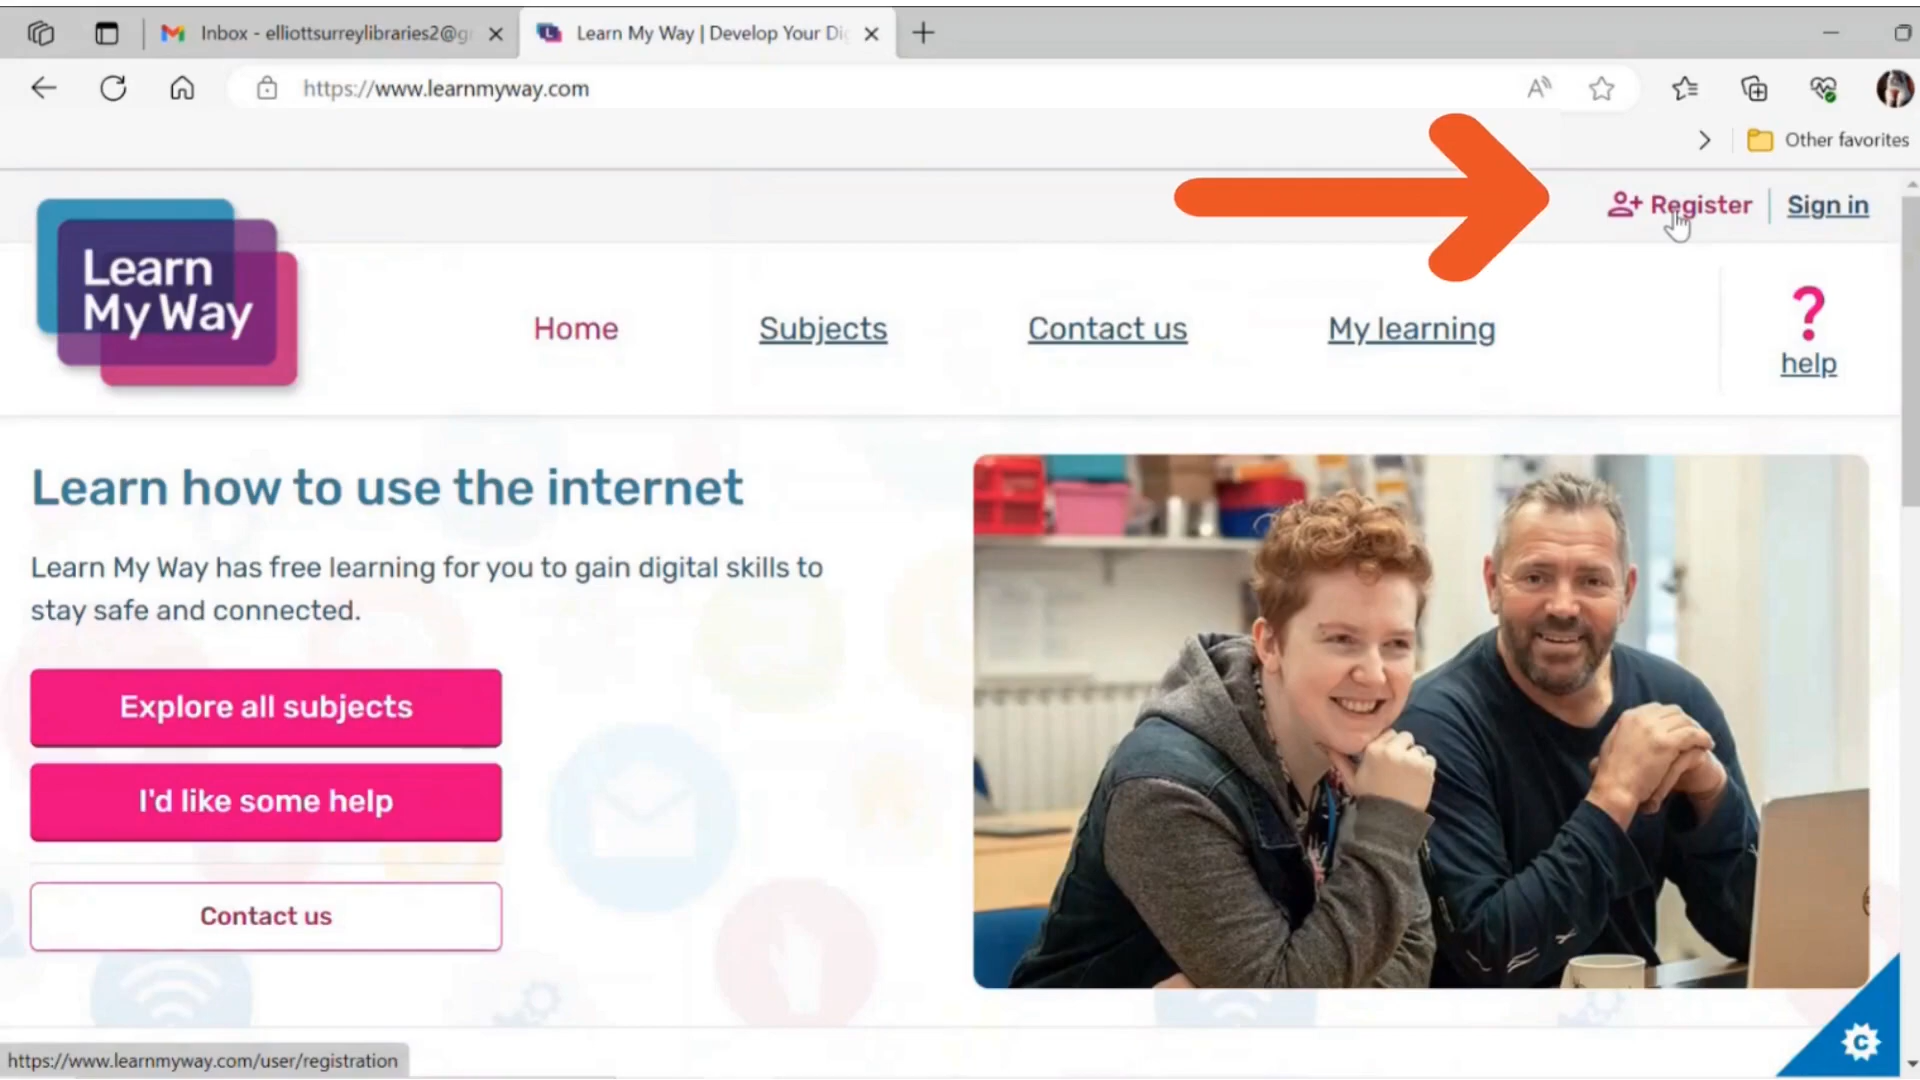 Inbox - elliottsurreylibraries2@g
Learn My Way | Develop Your Dig
https://www.learnmyway.com
Other favorites
Register
Sign in
Learn
My Way
Home
Subjects
Contact us
My learning
?
help
Learn how to use the internet
Learn My Way has free learning for you to gain digital skills to
stay safe and connected.
Explore all subjects
I'd like some help
Contact us
https://www.learnmyway.com/user/registration